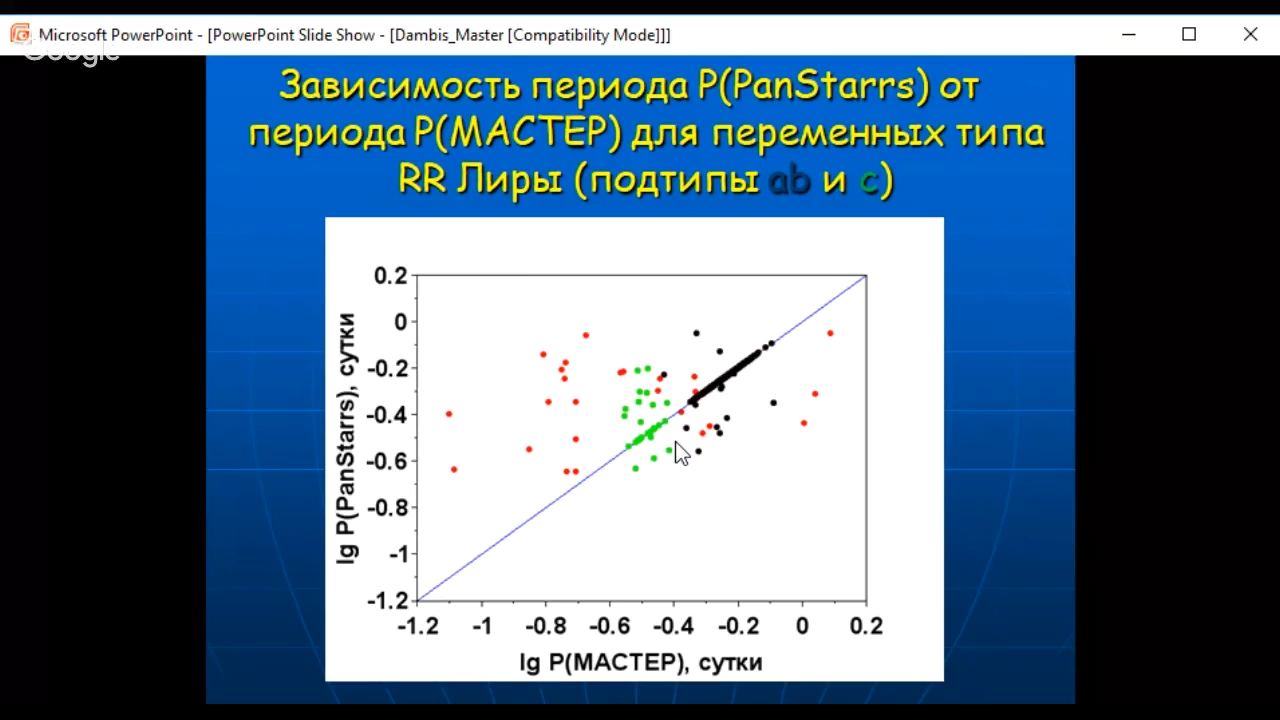 Microsoft PowerPoint - [PowerPoint Slide Show - [Dambis_Master [Compatibility Mode]]]
Google
Зависимость периода P(PanStarrs) от
периода P(МАСТЕР) для переменных типа
RR Лиры (подтипы ab и c)
0.2
0
-0.2
-0.4
-0.6
-0.8
-1
-1.2
lg P(PanStarrs), сутки
-1.2 -1 -0.8 -0.6 -0.4 -0.2 0 0.2
lg P(МАСТЕР), сутки